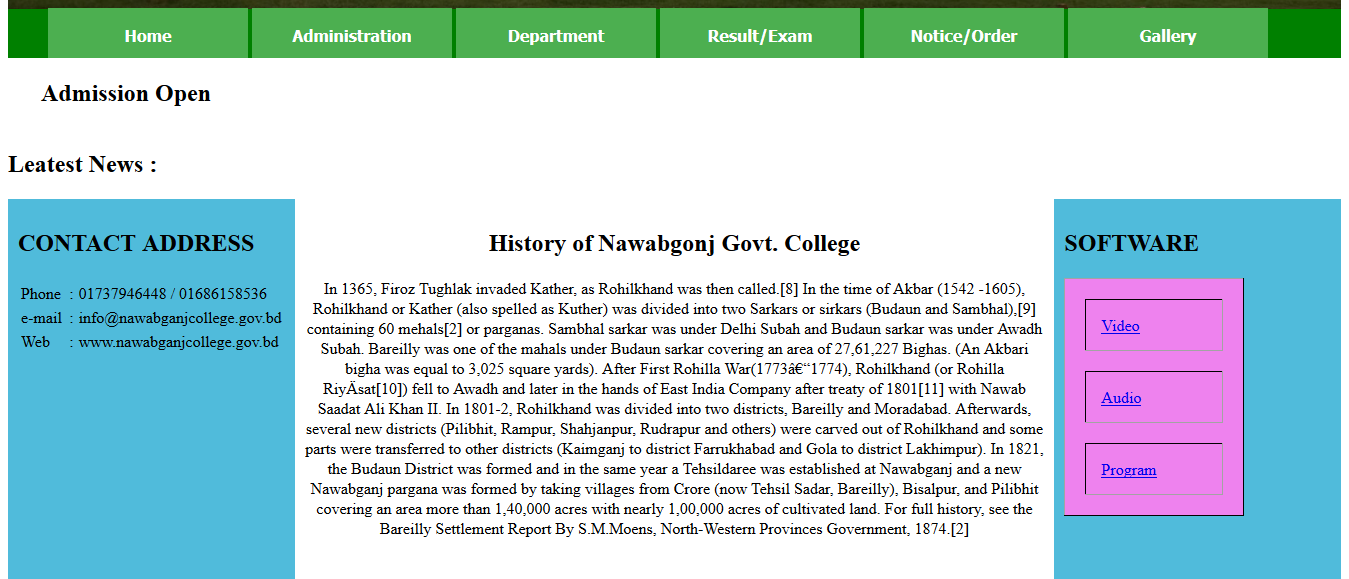 Home Administration Department Result/Exam Notice/Order Gallery
Admission Open
Leatest News :
CONTACT ADDRESS
Phone : 01737946448 / 01686158536
e-mail : info@nawabganjcollege.gov.bd
Web : www.nawabganjcollege.gov.bd
History of Nawabgonj Govt. College
In 1365, Firoz Tughlak invaded Kather, as Rohilkhand was then called.[8] In the time of Akbar (1542 -1605),
Rohilkhand or Kather (also spelled as Kuther) was divided into two Sarkars or sirkars (Budaun and Sambhal),[9]
containing 60 mehals[2] or parganas. Sambhal sarkar was under Delhi Subah and Budaun sarkar was under Awadh
Subah. Bareilly was one of the mahals under Budaun sarkar covering an area of 27,61,227 Bighas. (An Akbari
bigha was equal to 3,025 square yards). After First Rohilla War(1773â€“1774), Rohilkhand (or Rohilla
RiyÄsat[10]) fell to Awadh and later in the hands of East India Company after treaty of 1801[11] with Nawab
Saadat Ali Khan II. In 1801-2, Rohilkhand was divided into two districts, Bareilly and Moradabad. Afterwards,
several new districts (Pilibhit, Rampur, Shahjanpur, Rudrapur and others) were carved out of Rohilkhand and some
parts were transferred to other districts (Kaimganj to district Farrukhabad and Gola to district Lakhimpur). In 1821,
the Budaun District was formed and in the same year a Tehsildaree was established at Nawabganj and a new
Nawabganj pargana was formed by taking villages from Crore (now Tehsil Sadar, Bareilly), Bisalpur, and Pilibhit
covering an area more than 1,40,000 acres with nearly 1,00,000 acres of cultivated land. For full history, see the
Bareilly Settlement Report By S.M.Moens, North-Western Provinces Government, 1874.[2]
SOFTWARE
Video
Audio
Program